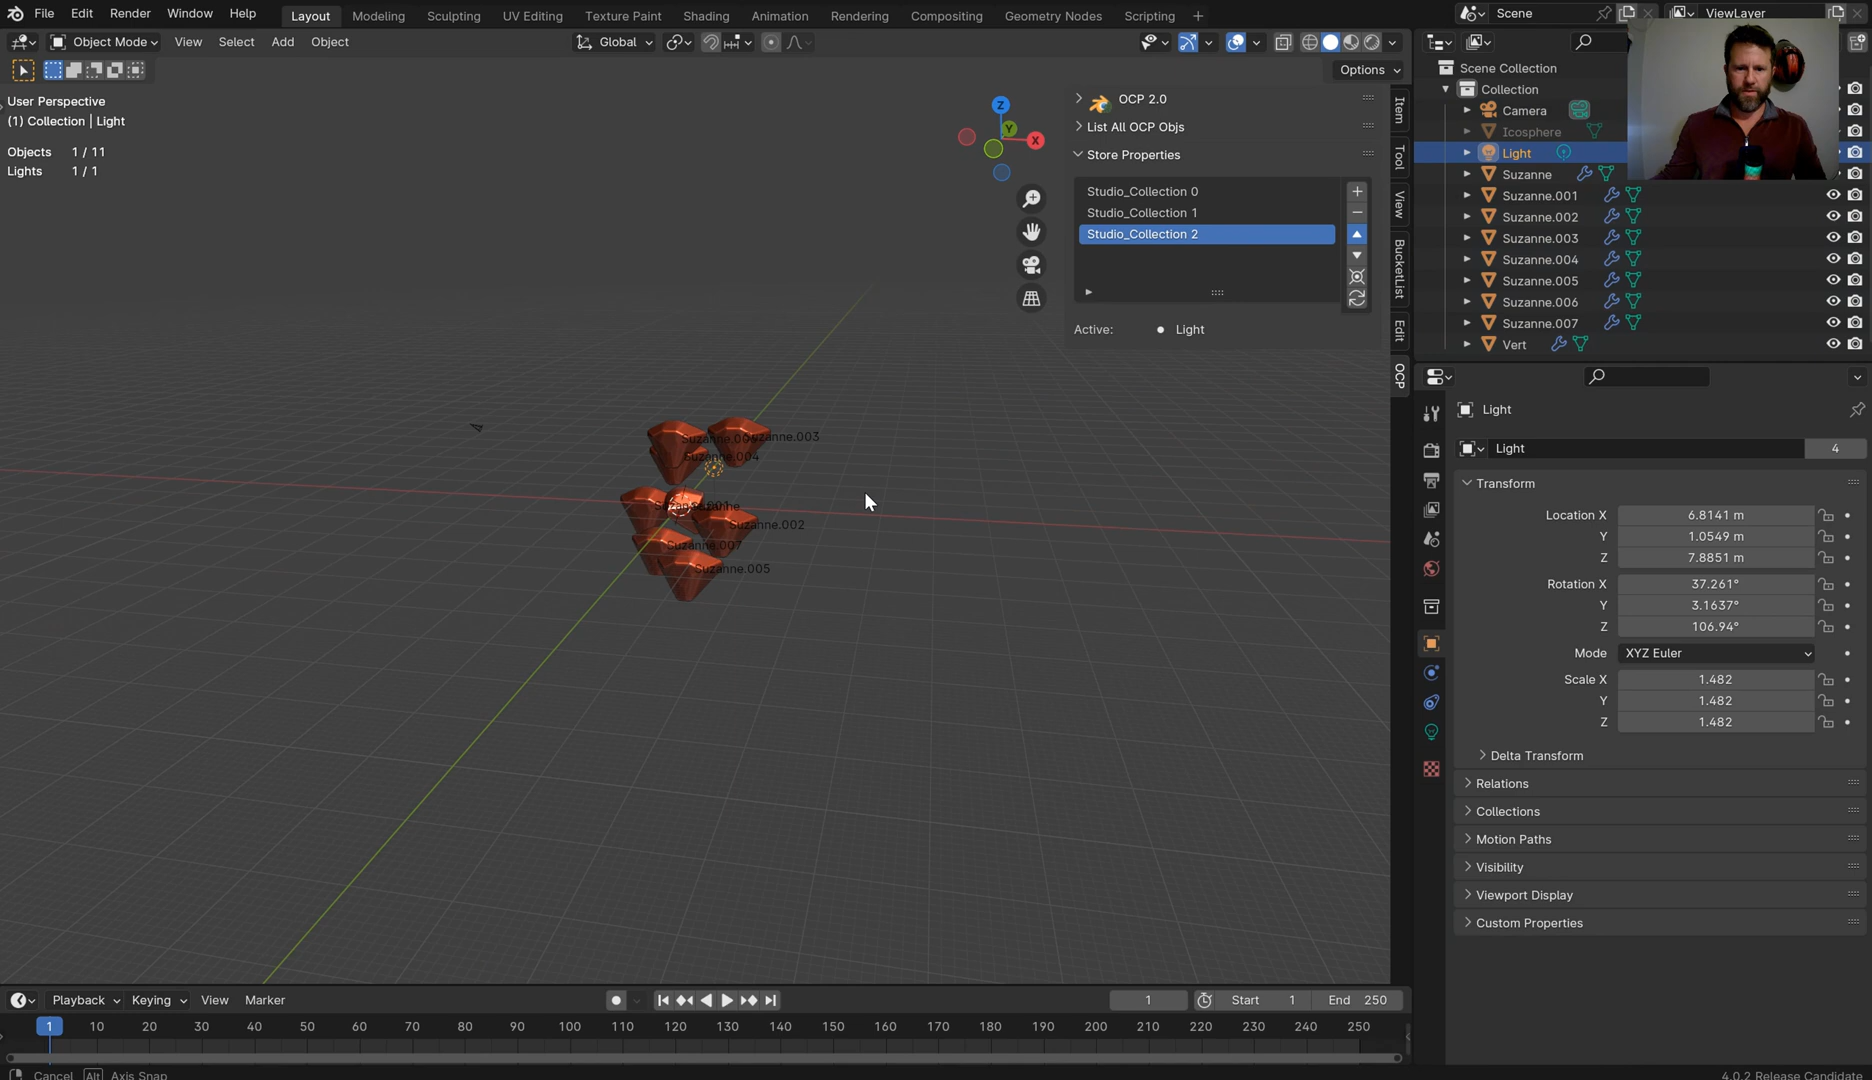 File Edit Render Window Help Layout Modeling Sculpting UV Editing Texture Paint Shading Animation Rendering Compositing Geometry Nodes Scripting + Scene ViewLayer
Object Mode View Select Add Object Global
Options
User Perspective
(1) Collection | Light
Objects 1 / 11
Lights 1 / 1
Z
Y
X
OCP 2.0
List All OCP Objs
Store Properties
Studio_Collection 0
Studio_Collection 1
Studio_Collection 2
Active: Light
Item
Tool
View
BucketList
Edit
OCP
Suzanne.003
Suzanne.004
Suzanne.002
Suzanne.007
Suzanne.005
Scene Collection
Collection
Camera
Icosphere
Light
Suzanne
Suzanne.001
Suzanne.002
Suzanne.003
Suzanne.004
Suzanne.005
Suzanne.006
Suzanne.007
Vert
Light
Light 4
Transform
Location X 6.8141 m
Y 1.0549 m
Z 7.8851 m
Rotation X 37.261°
Y 3.1637°
Z 106.94°
Mode XYZ Euler
Scale X 1.482
Y 1.482
Z 1.482
Delta Transform
Relations
Collections
Motion Paths
Visibility
Viewport Display
Custom Properties
Playback Keying View Marker 1 Start 1 End 250
1 10 20 30 40 50 60 70 80 90 100 110 120 130 140 150 160 170 180 190 200 210 220 230 240 250
Cancel Alt Axis Snap 4.0.2 Release Candidate